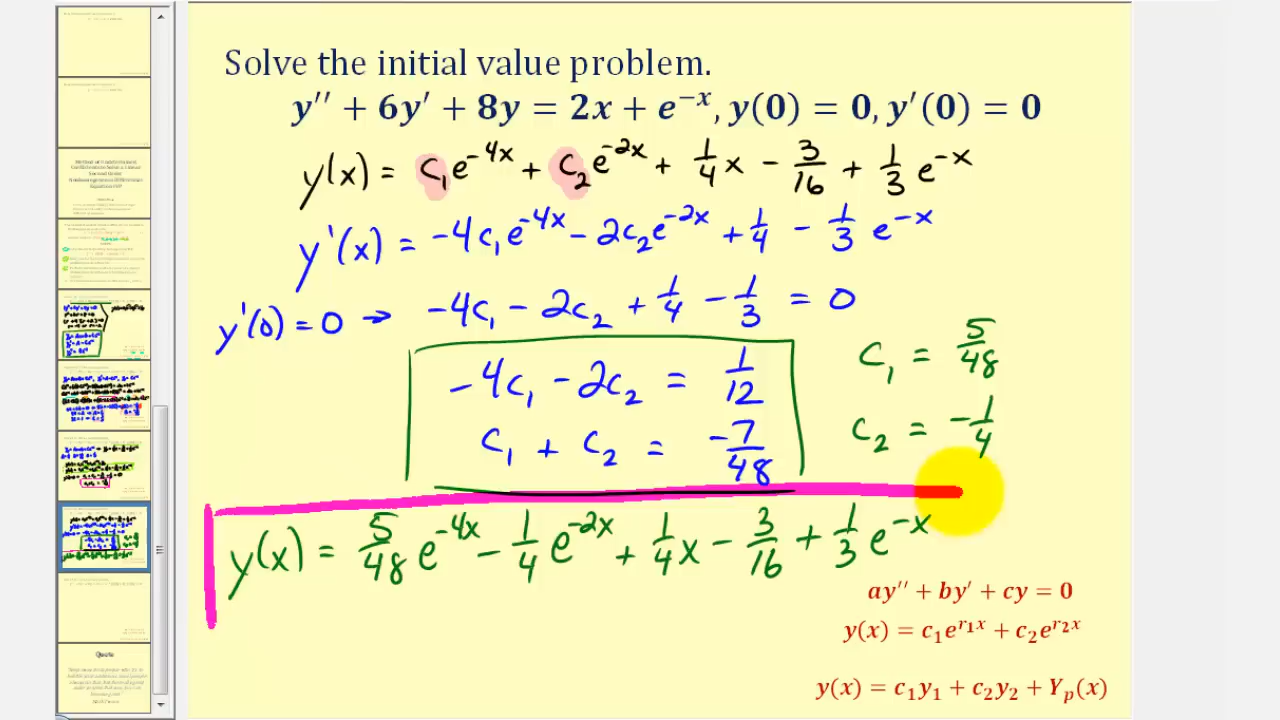 Solve the initial value problem.
y'' + 6y' + 8y = 2x + e^{-x}, y(0) = 0, y'(0) = 0
y(x) = c₁e^{-4x} + c₂e^{-2x} + 1/4 x - 3/16 + 1/3 e^{-x}
y'(x) = -4c₁e^{-4x} - 2c₂e^{-2x} + 1/4 - 1/3 e^{-x}
y'(0) = 0 → -4c₁ - 2c₂ + 1/4 - 1/3 = 0
-4c₁ - 2c₂ = 1/12
c₁ + c₂ = -7/48
c₁ = 5/48
c₂ = -1/4
y(x) = 5/48 e^{-4x} - 1/4 e^{-2x} + 1/4 x - 3/16 + 1/3 e^{-x}
ay'' + by' + cy = 0
y(x) = c₁e^{r₁x} + c₂e^{r₂x}
y(x) = c₁y₁ + c₂y₂ + Yₚ(x)
Quote